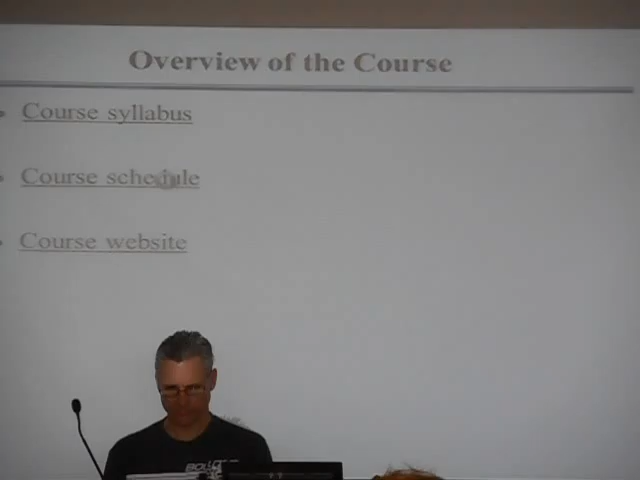 Overview of the Course
Course syllabus
Course schedule
Course website